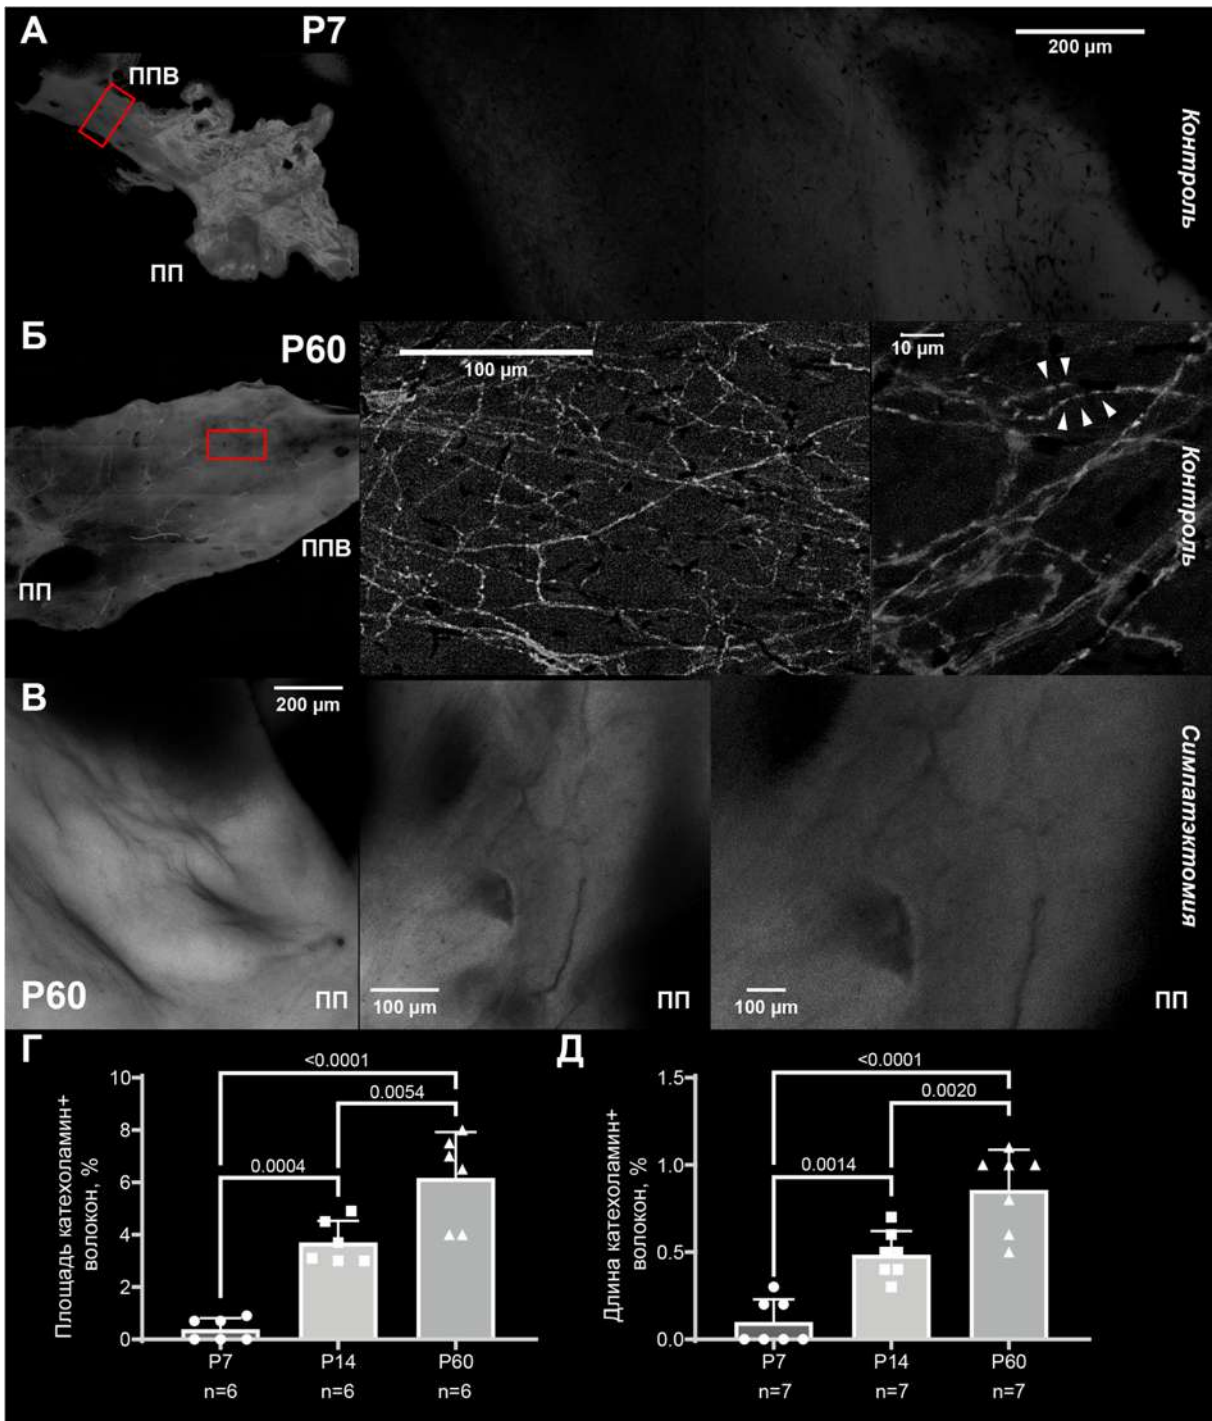 А
P7
ППВ
200 µm
Контроль
ПП
Б
P60
100 µm
10 µm
Контроль
ППВ
ПП
В
200 µm
Симпатэктомия
P60
ПП
100 µm
ПП
100 µm
ПП
Г
Площадь катехоламин+
волокон, %
<0.0001
0.0054
0.0004
10
8
6
4
2
0
P7
P14
P60
n=6
n=6
n=6
Д
Длина катехоламин+
волокон, %
<0.0001
0.0020
0.0014
1.5
1.0
0.5
0.0
P7
P14
P60
n=7
n=7
n=7